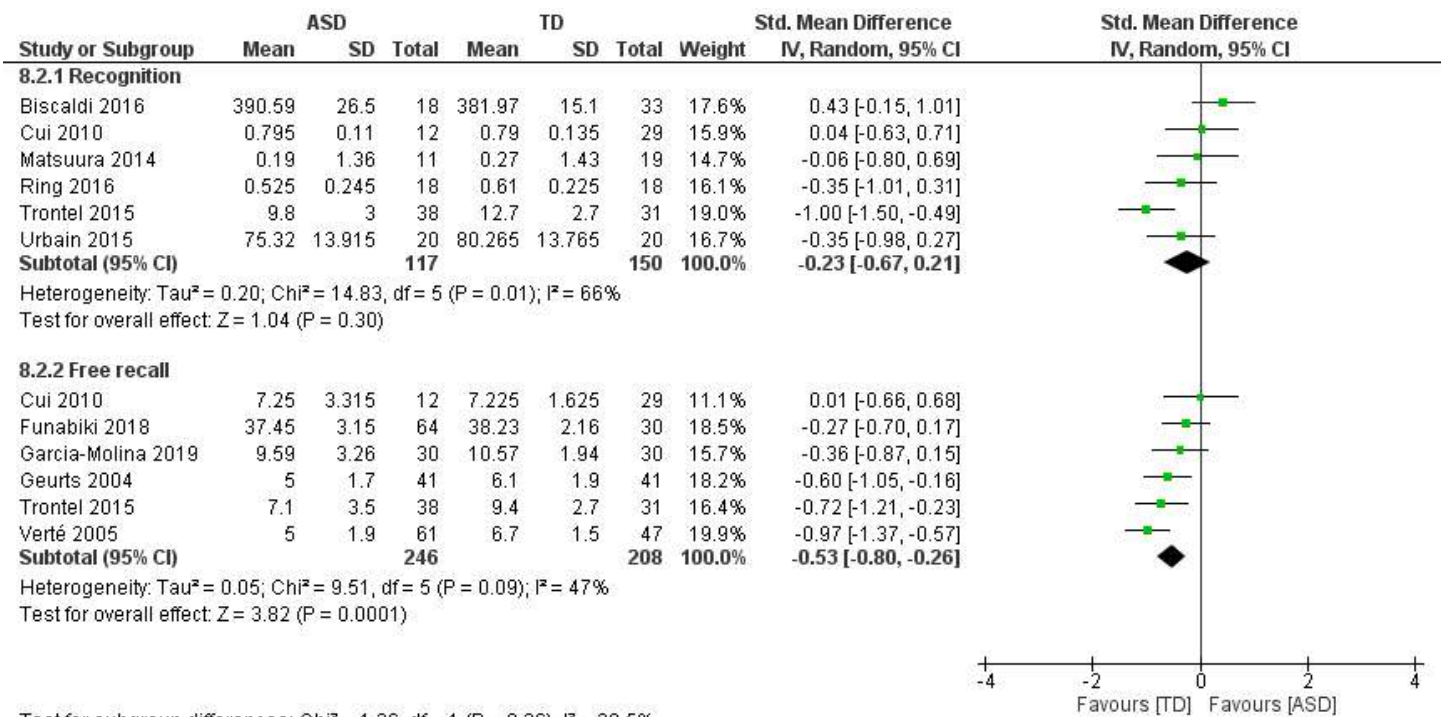 ASD TD Std. Mean Difference Std. Mean Difference
Study or Subgroup Mean SD Total Mean SD Total Weight IV, Random, 95% CI IV, Random, 95% CI
8.2.1 Recognition
Biscaldi 2016 390.59 26.5 18 381.97 15.1 33 17.6% 0.43 [-0.15, 1.01]
Cui 2010 0.795 0.11 12 0.79 0.135 29 15.9% 0.04 [-0.63, 0.71]
Matsuura 2014 0.19 1.36 11 0.27 1.43 19 14.7% -0.06 [-0.80, 0.69]
Ring 2016 0.525 0.245 18 0.61 0.225 18 16.1% -0.35 [-1.01, 0.31]
Trontel 2015 9.8 3 38 12.7 2.7 31 19.0% -1.00 [-1.50, -0.49]
Urbain 2015 75.32 13.915 20 80.265 13.765 20 16.7% -0.35 [-0.98, 0.27]
Subtotal (95% CI) 117 150 100.0% -0.23 [-0.67, 0.21]
Heterogeneity: Tau² = 0.20; Chi² = 14.83, df = 5 (P = 0.01); I² = 66%
Test for overall effect: Z = 1.04 (P = 0.30)
8.2.2 Free recall
Cui 2010 7.25 3.315 12 7.225 1.625 29 11.1% 0.01 [-0.66, 0.68]
Funabiki 2018 37.45 3.15 64 38.23 2.16 30 18.5% -0.27 [-0.70, 0.17]
Garcia-Molina 2019 9.59 3.26 30 10.57 1.94 30 15.7% -0.36 [-0.87, 0.15]
Geurts 2004 5 1.7 41 6.1 1.9 41 18.2% -0.60 [-1.05, -0.16]
Trontel 2015 7.1 3.5 38 9.4 2.7 31 16.4% -0.72 [-1.21, -0.23]
Verté 2005 5 1.9 61 6.7 1.5 47 19.9% -0.97 [-1.37, -0.57]
Subtotal (95% CI) 246 208 100.0% -0.53 [-0.80, -0.26]
Heterogeneity: Tau² = 0.05; Chi² = 9.51, df = 5 (P = 0.09); I² = 47%
Test for overall effect: Z = 3.82 (P = 0.0001)
-4 -2 0 2 4
Favours [TD] Favours [ASD]
Test for subgroup differences: